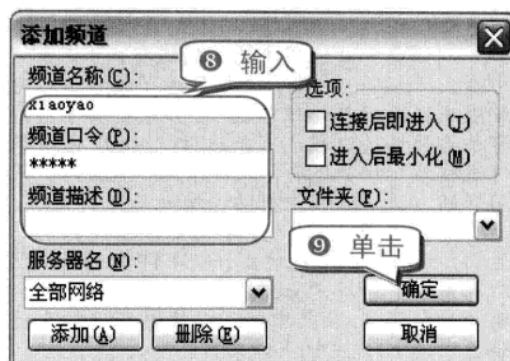 添加频道
❽ 输入
频道名称(C):
xiaoyao
频道口令(P):
*****
频道描述(D):
服务器名(N):
全部网络
添加(A)
删除(E)
选项:
连接后即进入(J)
进入后最小化(M)
文件夹(F):
❾ 单击
确定
取消